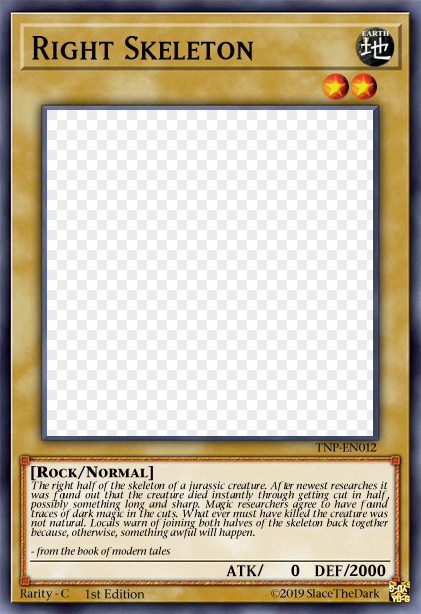 RIGHT SKELETON
EARTH
地
TNP-EN012
[ROCK/NORMAL]
The right half of the skeleton of a jurassic creature. After newest researches it
was found out that the creature died instantly through getting cut in half,
possibly something long and sharp. Magic researchers agree to have found
traces of dark magic in the cuts. What ever must have killed the creature was
not natural. Locals warn of joining both halves of the skeleton back together
because, otherwise, something awful will happen.
- from the book of modern tales
ATK/ 0 DEF/2000
Rarity - C 1st Edition ©2019 SlaceTheDark